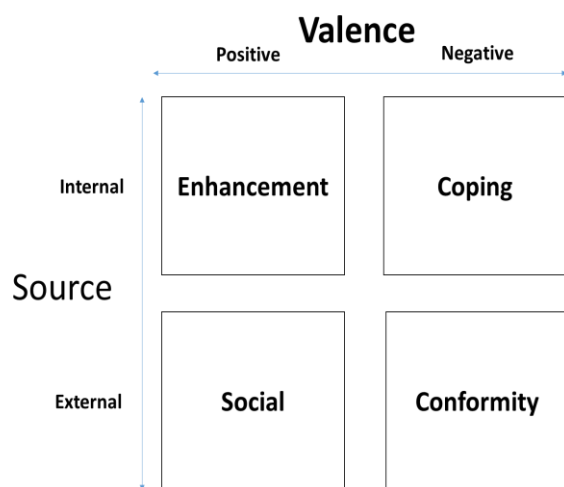 Valence
Positive Negative
Internal Enhancement Coping
Source
External Social Conformity